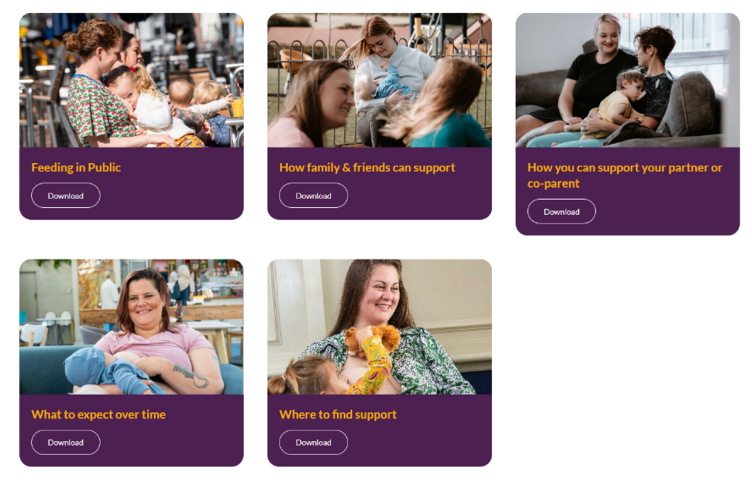 Feeding in Public
Download
How family & friends can support
Download
How you can support your partner or
co-parent
Download
What to expect over time
Download
Where to find support
Download